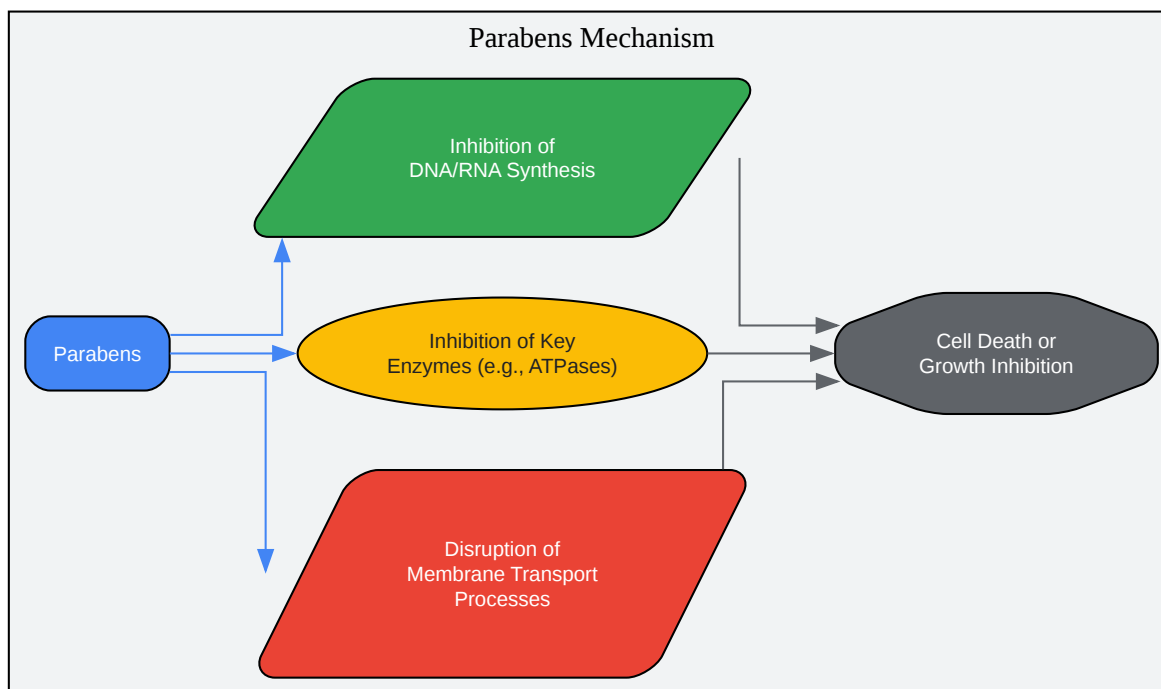 Parabens Mechanism
Inhibition of
DNA/RNA Synthesis
Parabens
Inhibition of Key
Enzymes (e.g., ATPases)
Cell Death or
Growth Inhibition
Disruption of
Membrane Transport
Processes